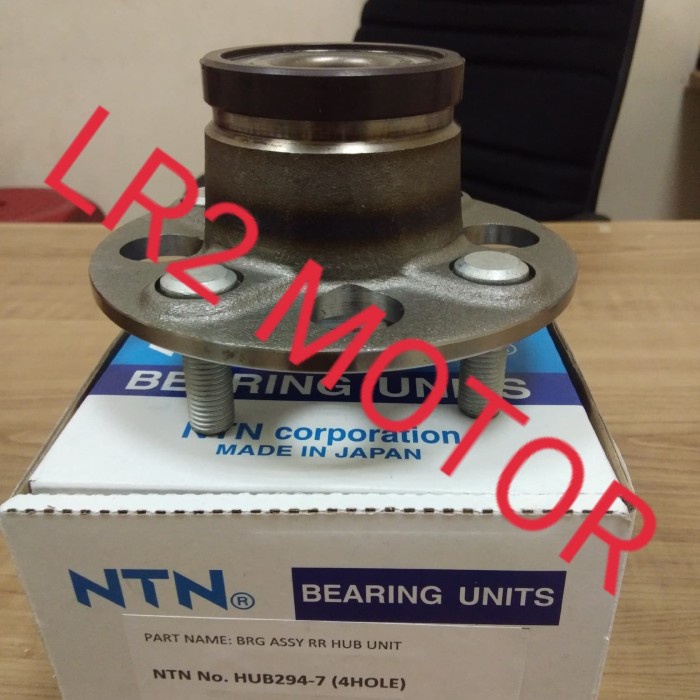 LR2 MOTOR
BEARING UNITS
NTN corporation
MADE IN JAPAN
NTN® BEARING UNITS
PART NAME: BRG ASSY RR HUB UNIT
NTN No. HUB294-7 (4HOLE)